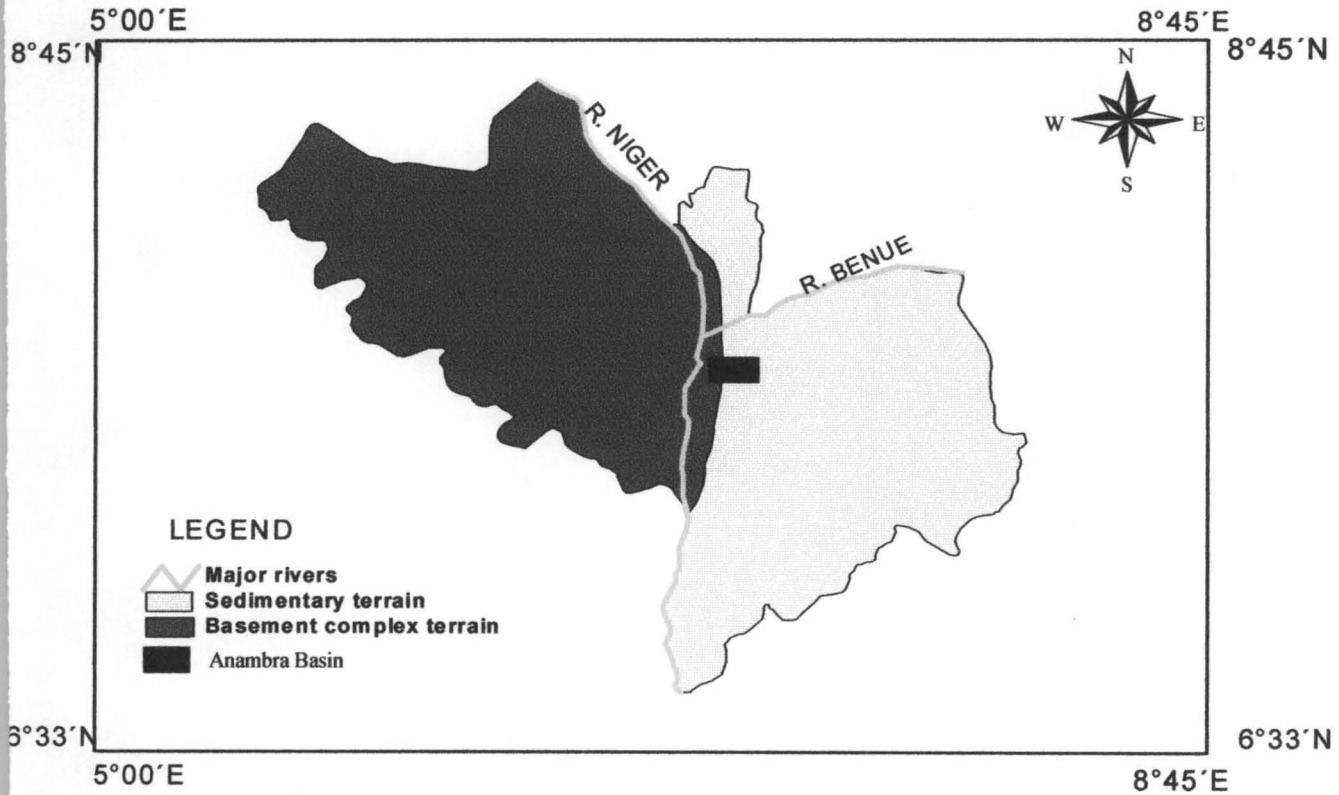 5°00´E
8°45´E
8°45´N
8°45´N
N
W
E
S
R. NIGER
R. BENUE
LEGEND
Major rivers
Sedimentary terrain
Basement complex terrain
Anambra Basin
6°33´N
6°33´N
5°00´E
8°45´E